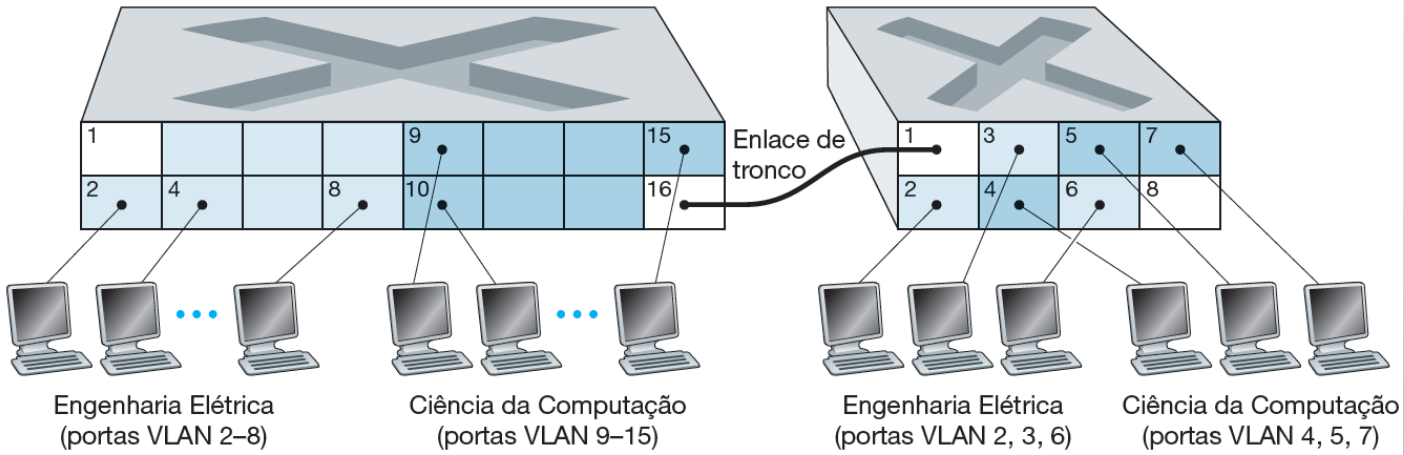 1
9
15
2
4
8
10
16
Enlace de
tronco
1
3
5
7
2
4
6
8
Engenharia Elétrica
(portas VLAN 2–8)
Ciência da Computação
(portas VLAN 9–15)
Engenharia Elétrica
(portas VLAN 2, 3, 6)
Ciência da Computação
(portas VLAN 4, 5, 7)